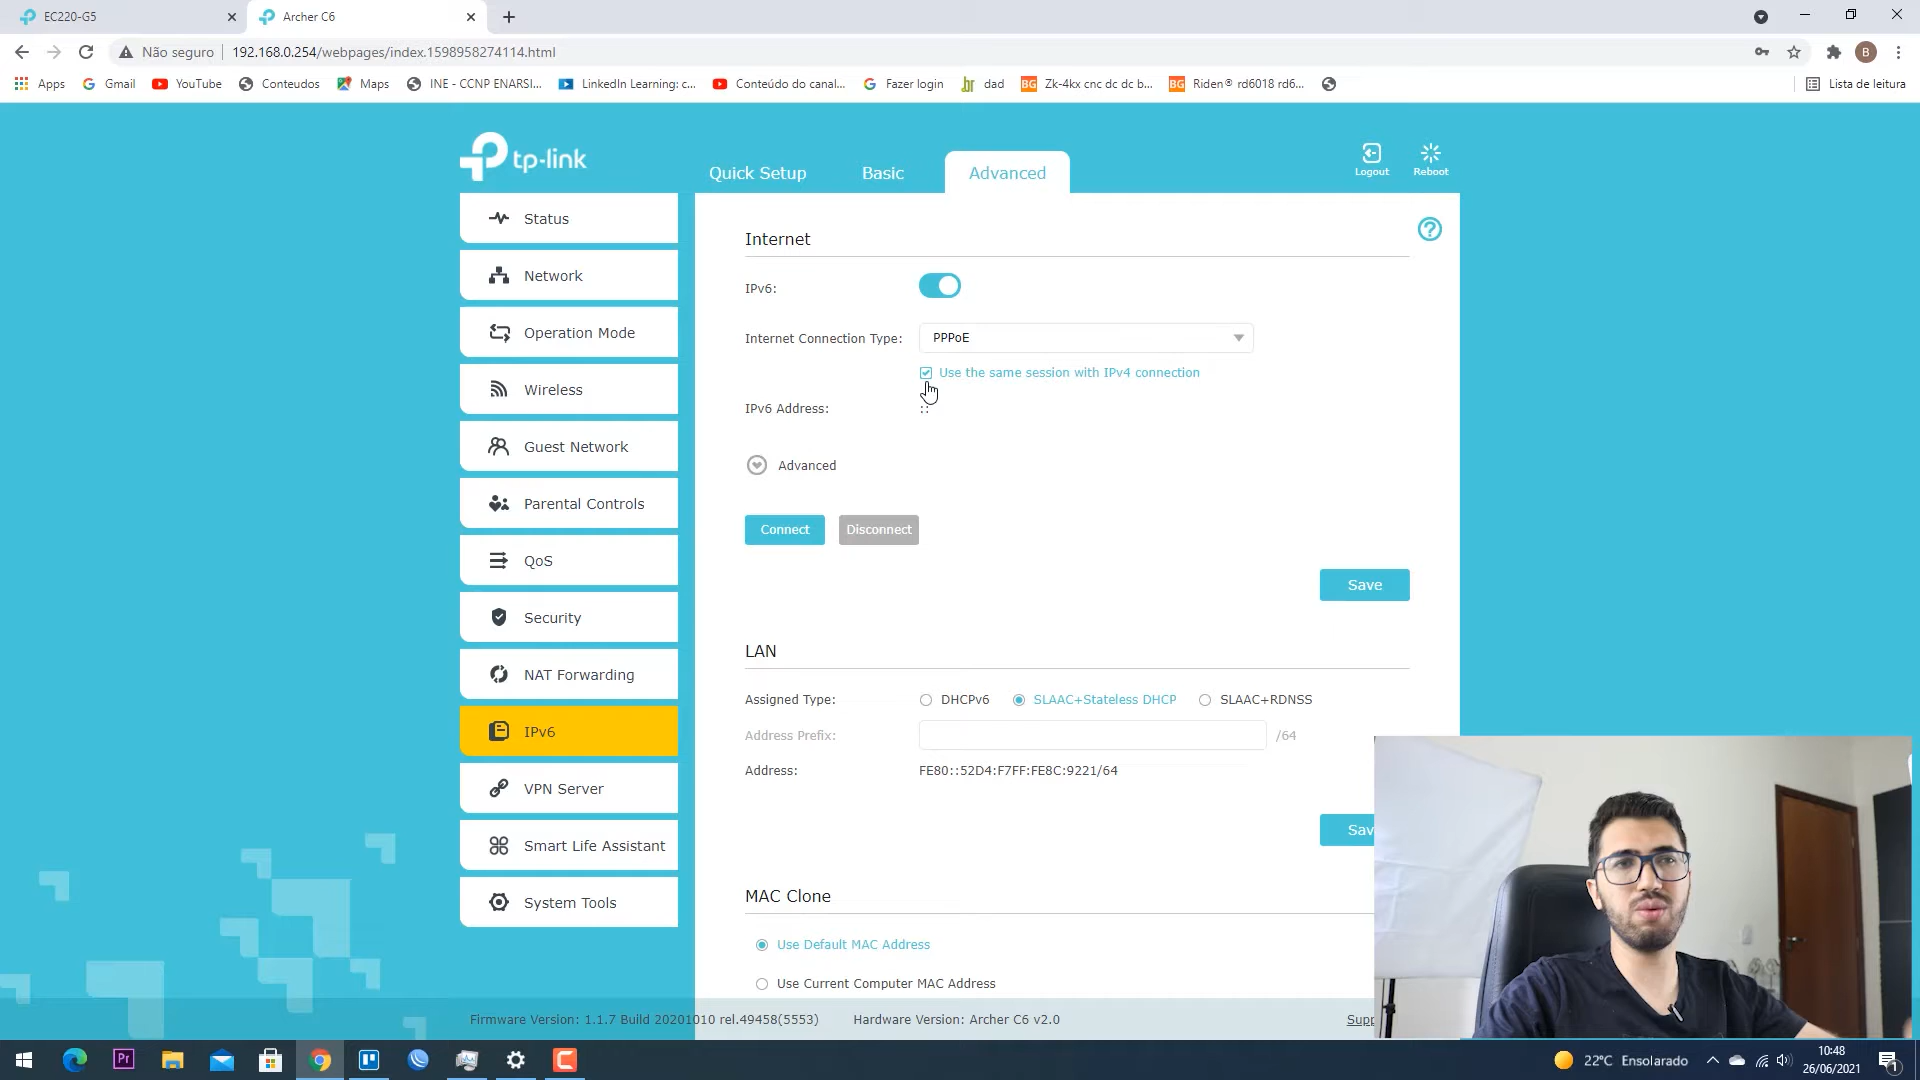 EC220-G5
Archer C6
Não seguro
192.168.0.254/webpages/index.1598958274114.html
Apps
Gmail
YouTube
Conteudos
Maps
INE - CCNP ENARSI...
LinkedIn Learning: c...
Conteúdo do canal...
Fazer login
dad
Zk-4kx cnc dc dc b...
Riden® rd6018 rd6...
Lista de leitura
tp-link
Quick Setup
Basic
Advanced
Logout
Reboot
Status
Network
Operation Mode
Wireless
Guest Network
Parental Controls
QoS
Security
NAT Forwarding
IPv6
VPN Server
Smart Life Assistant
System Tools
Internet
IPv6:
Internet Connection Type:
PPPoE
Use the same session with IPv4 connection
IPv6 Address:
::
Advanced
Connect
Disconnect
Save
LAN
Assigned Type:
DHCPv6
SLAAC+Stateless DHCP
SLAAC+RDNSS
Address Prefix:
/64
Address:
FE80::52D4:F7FF:FE8C:9221/64
Sav
MAC Clone
Use Default MAC Address
Use Current Computer MAC Address
Firmware Version: 1.1.7 Build 20201010 rel.49458(5553)
Hardware Version: Archer C6 v2.0
Supp
22°C Ensolarado
10:48
26/06/2021